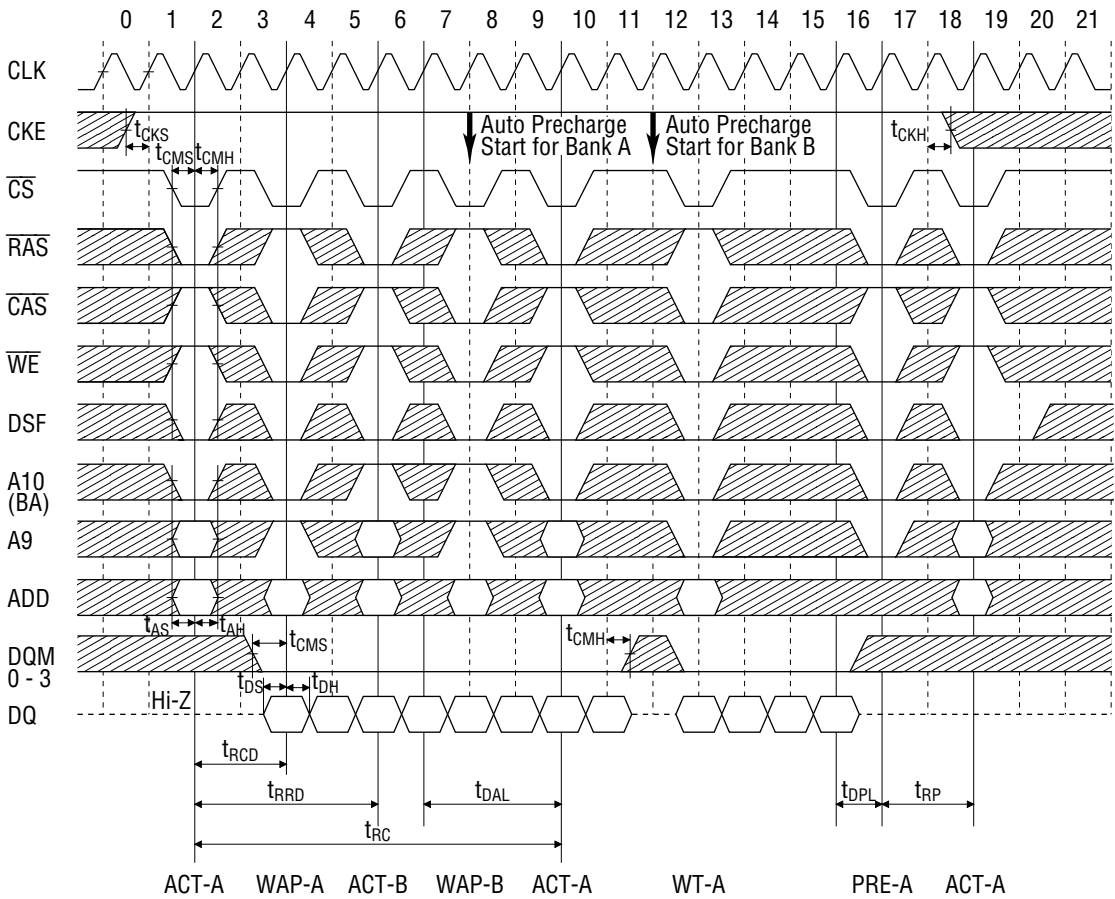 0 1 2 3 4 5 0 7 8 9 10 11 12 13 14 15 16 17 18 19 20 21
CLK
CKE
tCKS
Auto Precharge
Start for Bank A
Auto Precharge
Start for Bank B
tCKH
tCMS tCMH
CS
RAS
CAS
WE
DSF
A10
(BA)
A9
ADD
tAS tAH
DQM
0 - 3
tCMS
tCMH
tDS tDH
Hi-Z
DQ
tRCD
tRRD
tDAL
tDPL
tRP
tRC
ACT-A WAP-A ACT-B WAP-B ACT-A WT-A PRE-A ACT-A